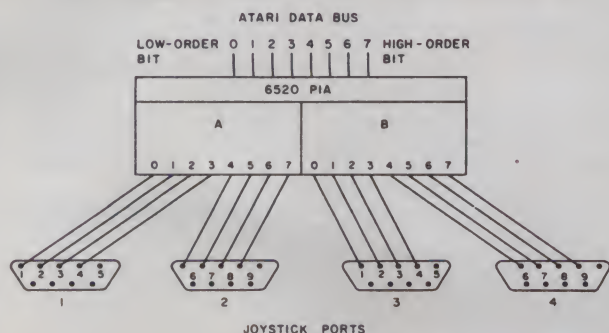 ATARI DATA BUS
LOW-ORDER BIT 0 1 2 3 4 5 6 7 HIGH-ORDER BIT
6520 PIA
A B
0 1 2 3 4 5 6 7 0 1 2 3 4 5 6 7
1 2 3 4 5 6 7 8 9 1 2 3 4 5 6 7 8 9
1 2 3 4
JOYSTICK PORTS